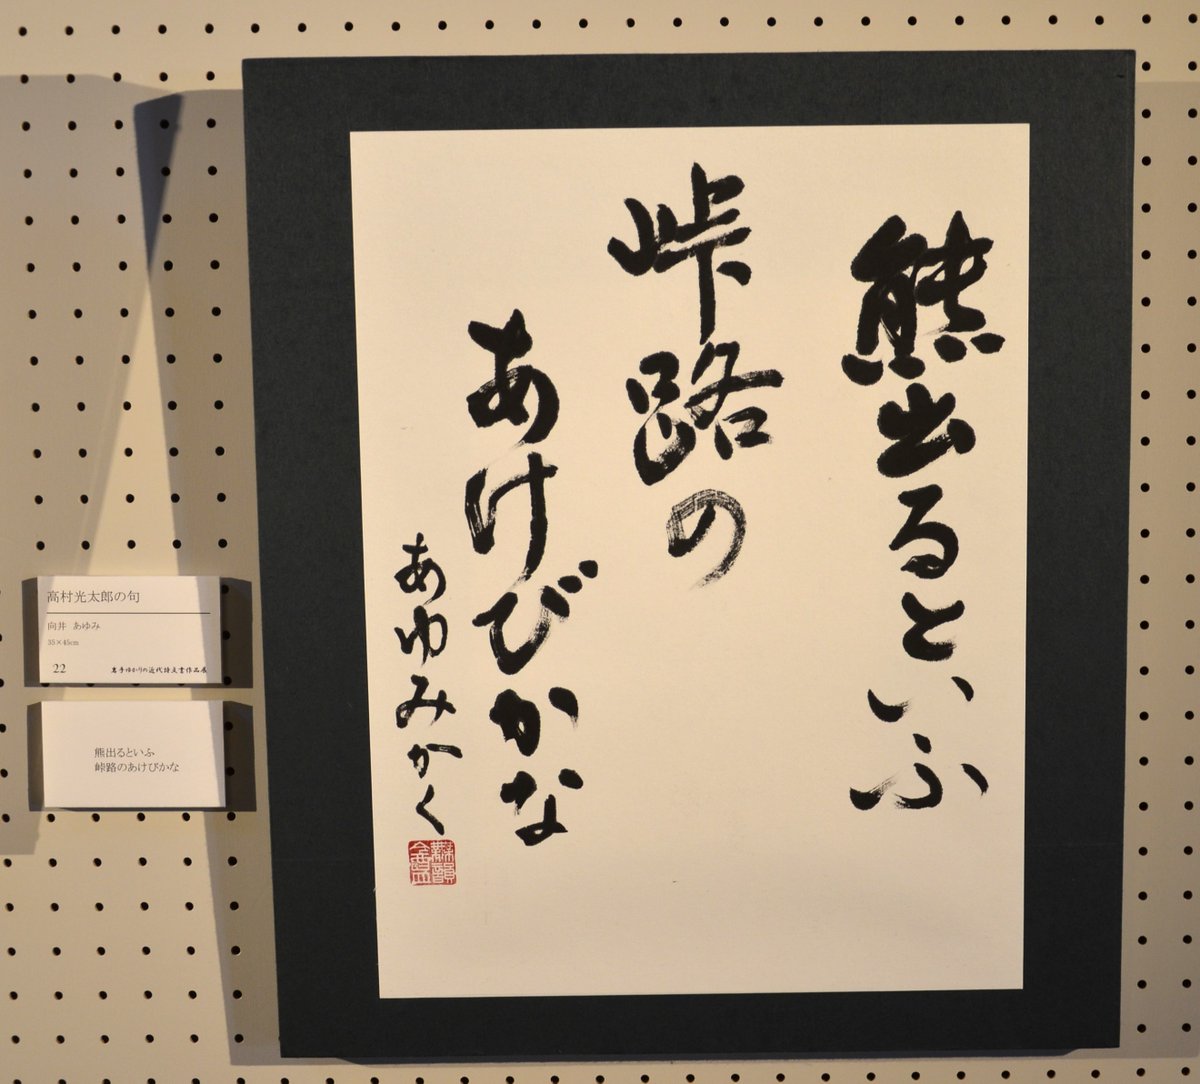 熊出るといふ
峠路の
あけびかな
あゆみかく
高村光太郎の句
向井 あゆみ
35×45cm
22
岩手ゆかりの近代詩文書作品展
熊出るといふ
峠路のあけびかな